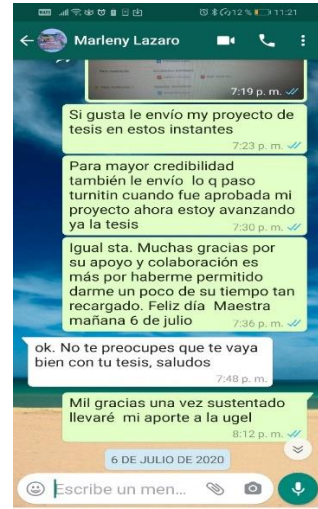 12% 11:21
Marleny Lazaro
7:19 p. m.
Si gusta le envío my proyecto de
tesis en estos instantes
7:23 p. m.
Para mayor credibilidad
también le envío lo q paso
turnitin cuando fue aprobada mi
proyecto ahora estoy avanzando
ya la tesis
7:30 p. m.
Igual sta. Muchas gracias por
su apoyo y colaboración es
más por haberme permitido
darme un poco de su tiempo tan
recargado. Feliz día Maestra
mañana 6 de julio
7:36 p. m.
ok. No te preocupes que te vaya
bien con tu tesis, saludos
7:48 p. m.
Mil gracias una vez sustentado
llevaré mi aporte a la ugel
8:12 p. m.
6 DE JULIO DE 2020
Escribe un men...